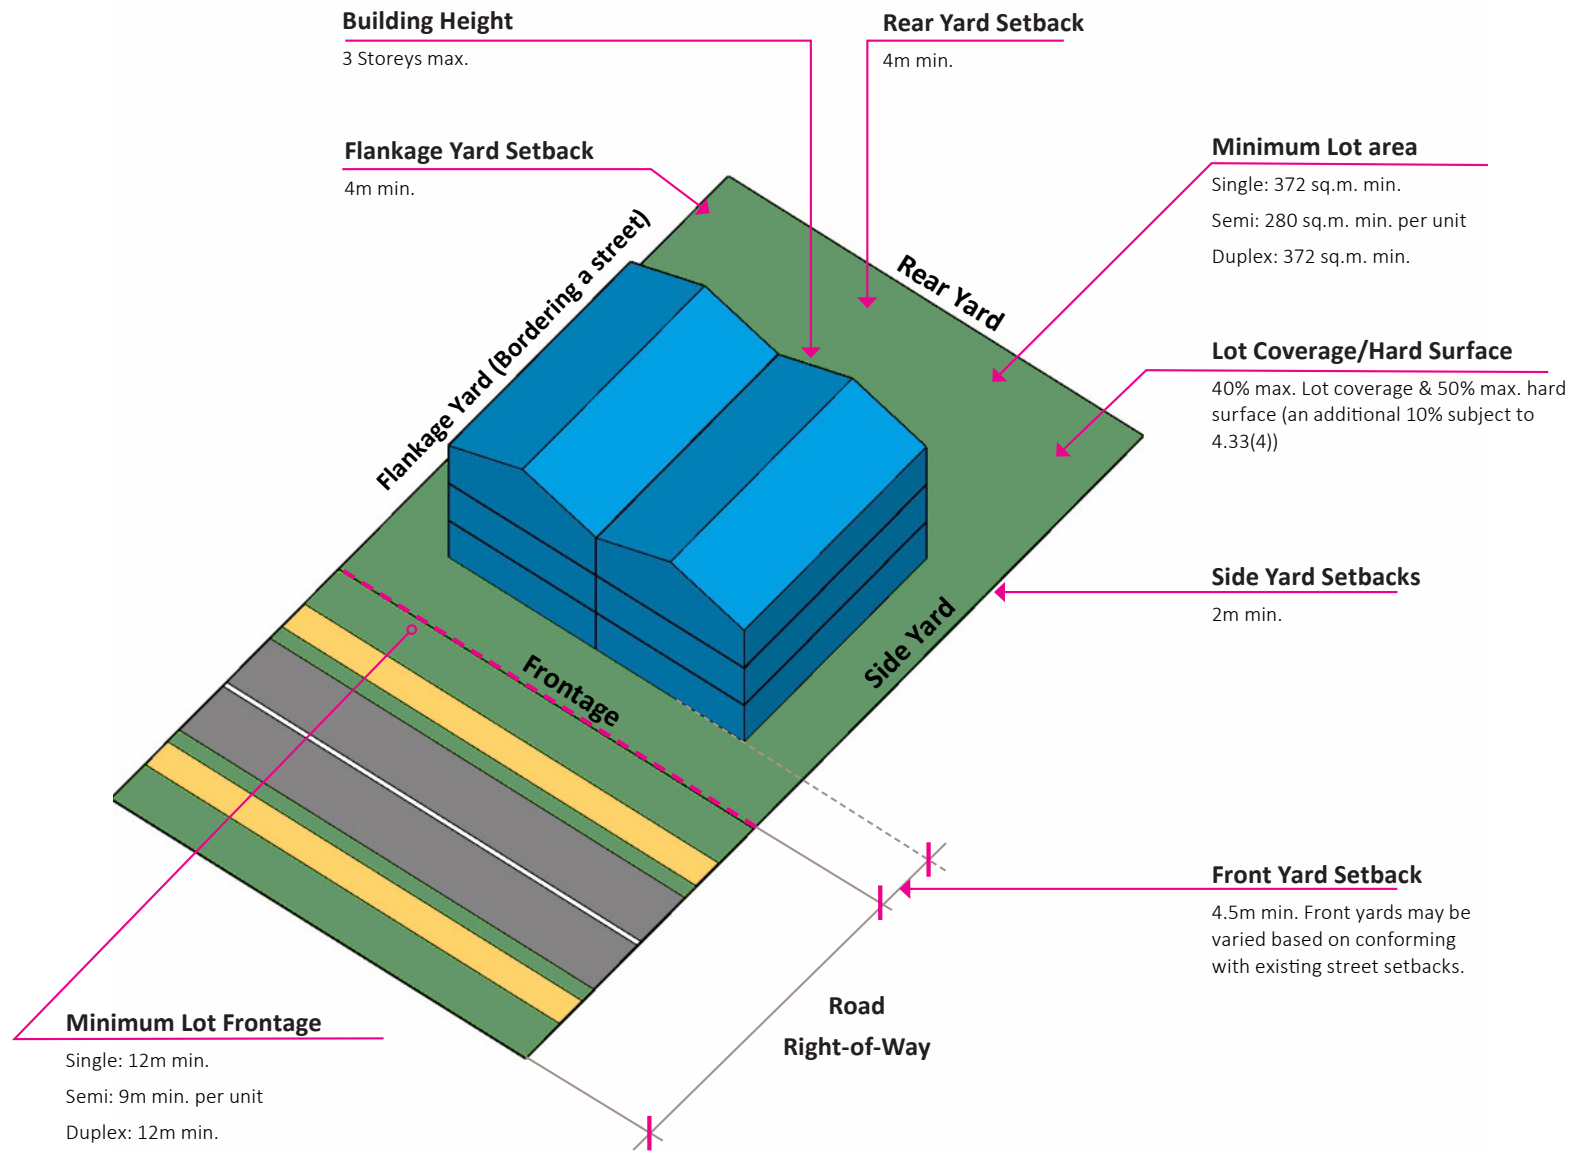 Building Height
3 Storeys max.
Rear Yard Setback
4m min.
Flankage Yard Setback
4m min.
Minimum Lot area
Single: 372 sq.m. min.
Semi: 280 sq.m. min. per unit
Duplex: 372 sq.m. min.
Flankage Yard (Bordering a street)
Rear Yard
Lot Coverage/Hard Surface
40% max. Lot coverage & 50% max. hard
surface (an additional 10% subject to
4.33(4))
Side Yard Setbacks
2m min.
Side Yard
Frontage
Front Yard Setback
4.5m min. Front yards may be
varied based on conforming
with existing street setbacks.
Road
Right-of-Way
Minimum Lot Frontage
Single: 12m min.
Semi: 9m min. per unit
Duplex: 12m min.